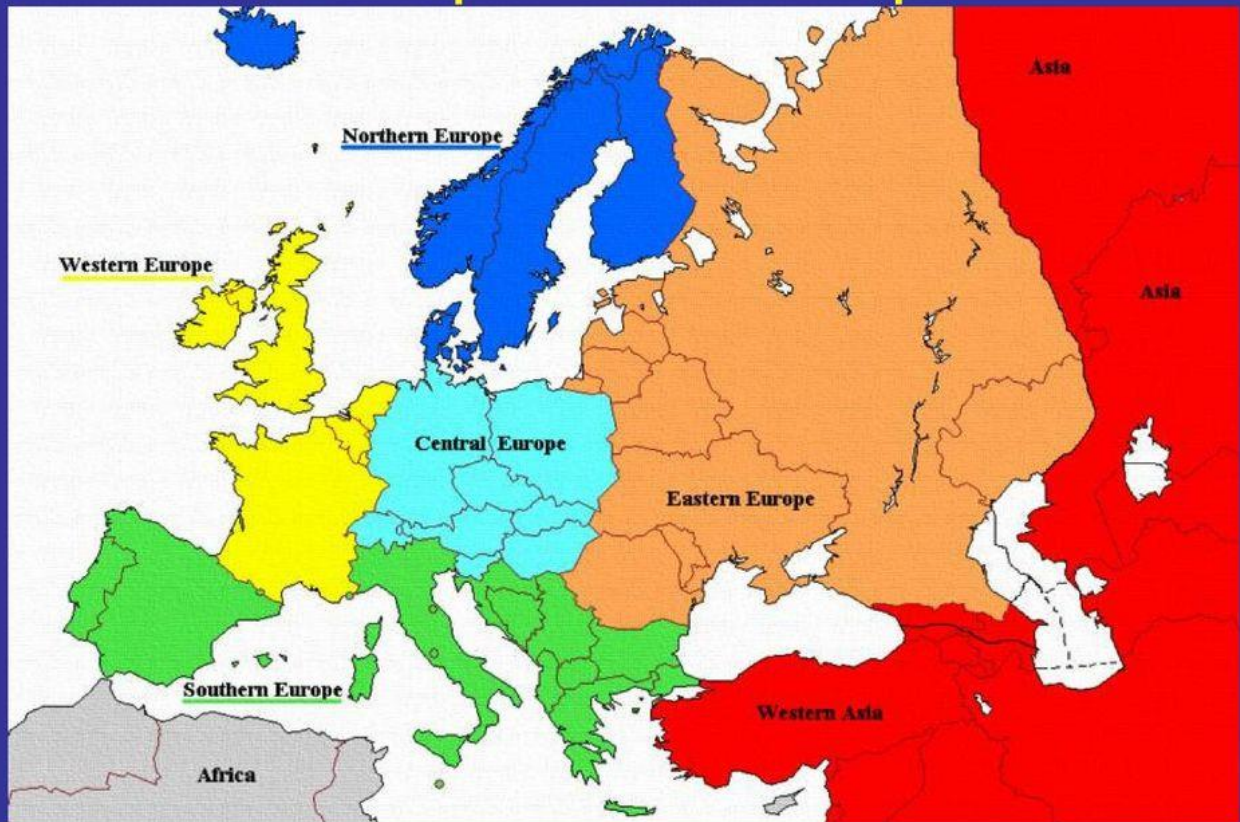 Asia
Northern Europe
Western Europe
Asia
Central Europe
Eastern Europe
Southern Europe
Western Asia
Africa